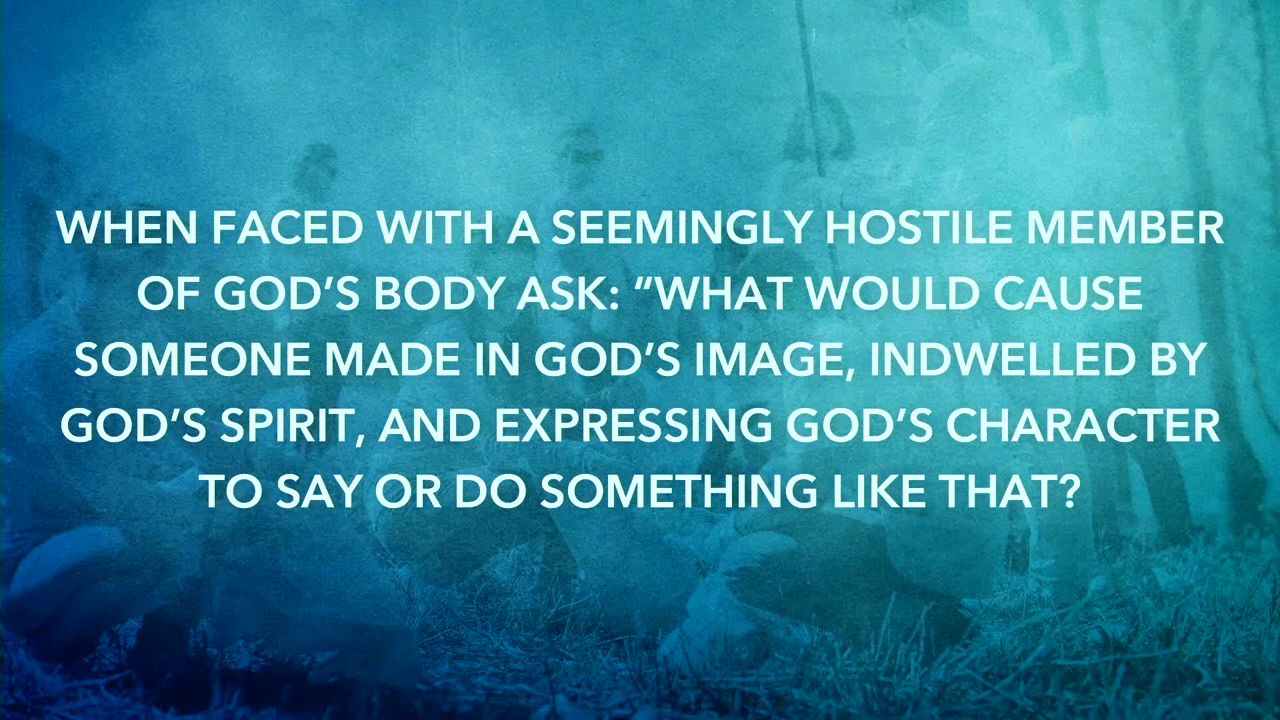 WHEN FACED WITH A SEEMINGLY HOSTILE MEMBER
OF GOD’S BODY ASK: “WHAT WOULD CAUSE
SOMEONE MADE IN GOD’S IMAGE, INDWELLED BY
GOD’S SPIRIT, AND EXPRESSING GOD’S CHARACTER
TO SAY OR DO SOMETHING LIKE THAT?